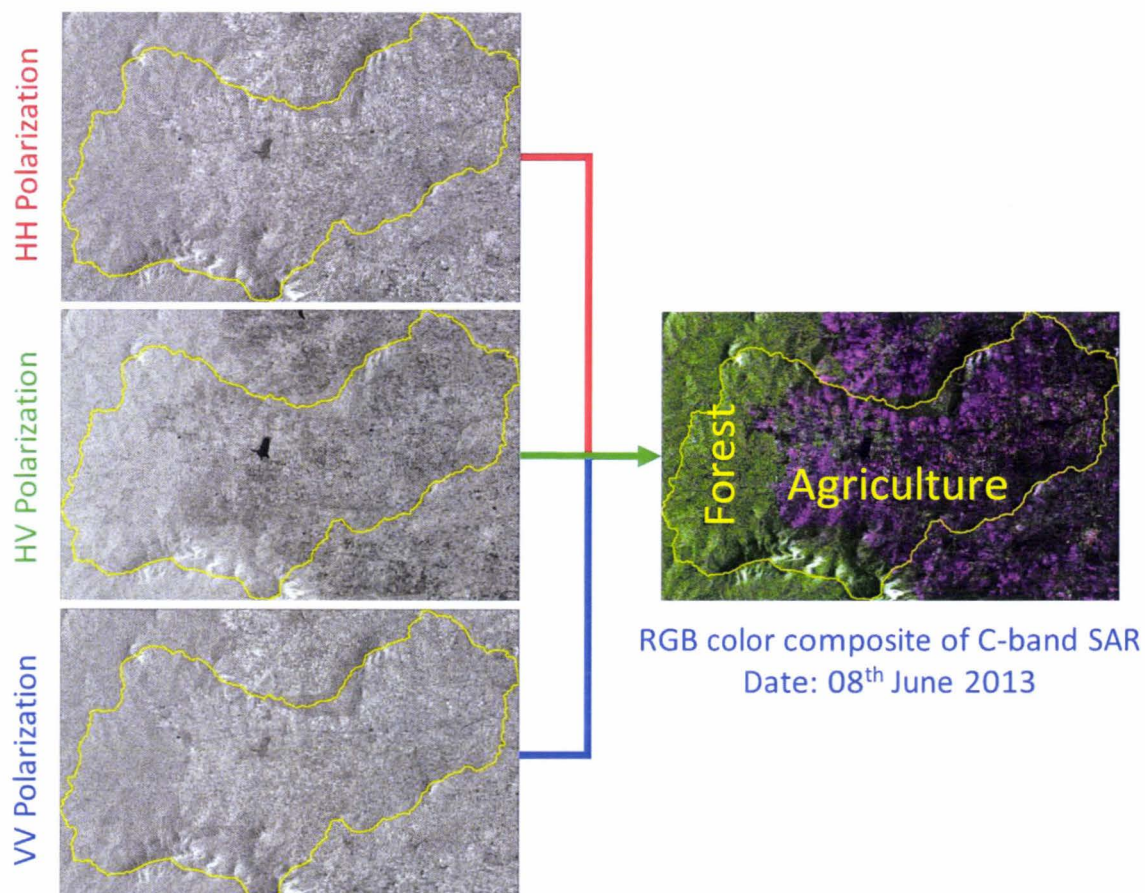 HH Polarization
HV Polarization
VV Polarization
Forest
Agriculture
RGB color composite of C-band SAR
Date: 08th June 2013